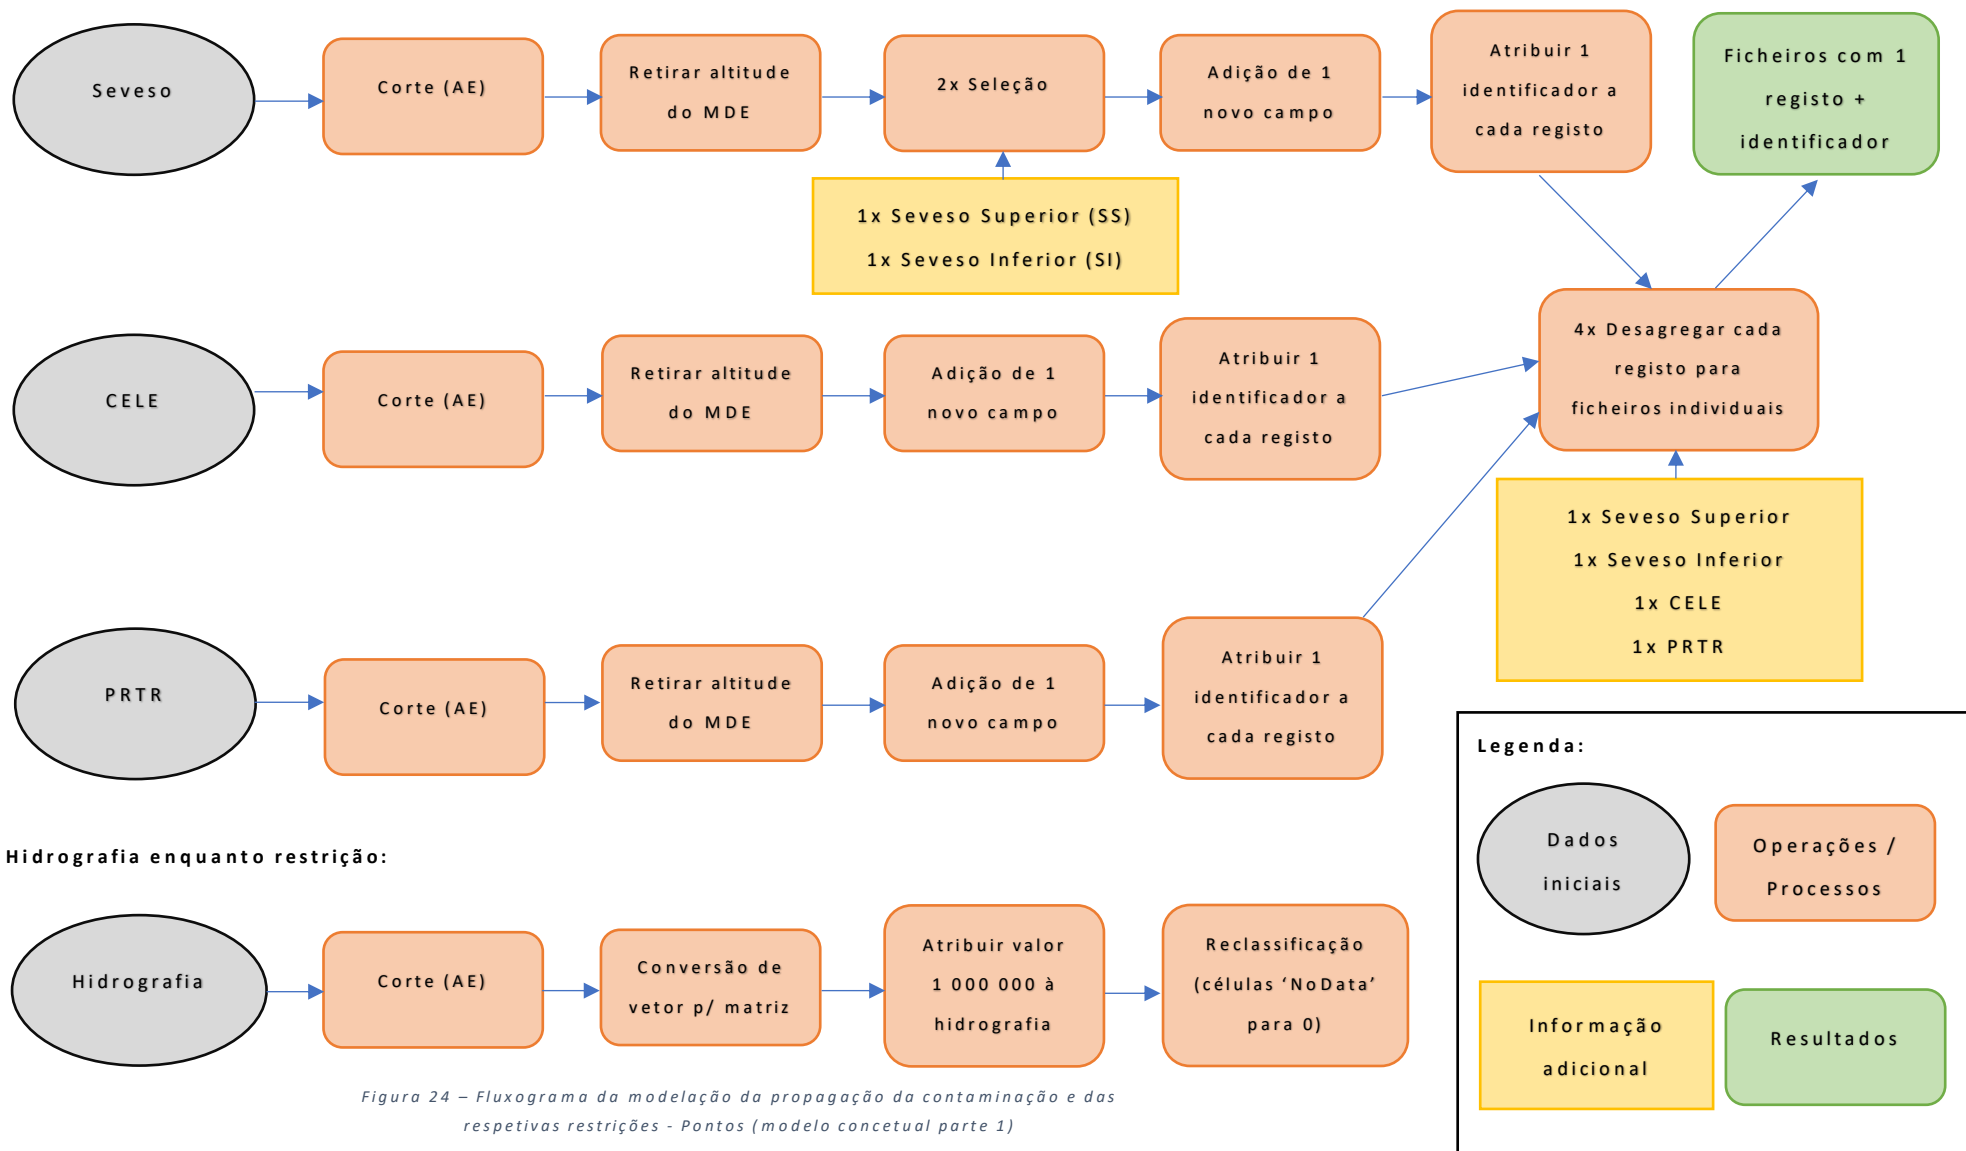 Seveso
Corte (AE)
Retirar altitude
do MDE
2x Seleção
Adição de 1
novo campo
Atribuir 1
identificador a
cada registo
Ficheiros com 1
registo +
identificador
1x Seveso Superior (SS)
1x Seveso Inferior (SI)
CELE
Corte (AE)
Retirar altitude
do MDE
Adição de 1
novo campo
Atribuir 1
identificador a
cada registo
4x Desagregar cada
registo para
ficheiros individuais
1x Seveso Superior
1x Seveso Inferior
1x CELE
1x PRTR
PRTR
Corte (AE)
Retirar altitude
do MDE
Adição de 1
novo campo
Atribuir 1
identificador a
cada registo
Hidrografia enquanto restrição:
Hidrografia
Corte (AE)
Conversão de
vetor p/ matriz
Atribuir valor
1 000 000 à
hidrografia
Reclassificação
(células ‘NoData’
para 0)
Legenda:
Dados
iniciais
Operações /
Processos
Informação
adicional
Resultados
Figura 24 – Fluxograma da modelação da propagação da contaminação e das
respetivas restrições - Pontos (modelo concetual parte 1)